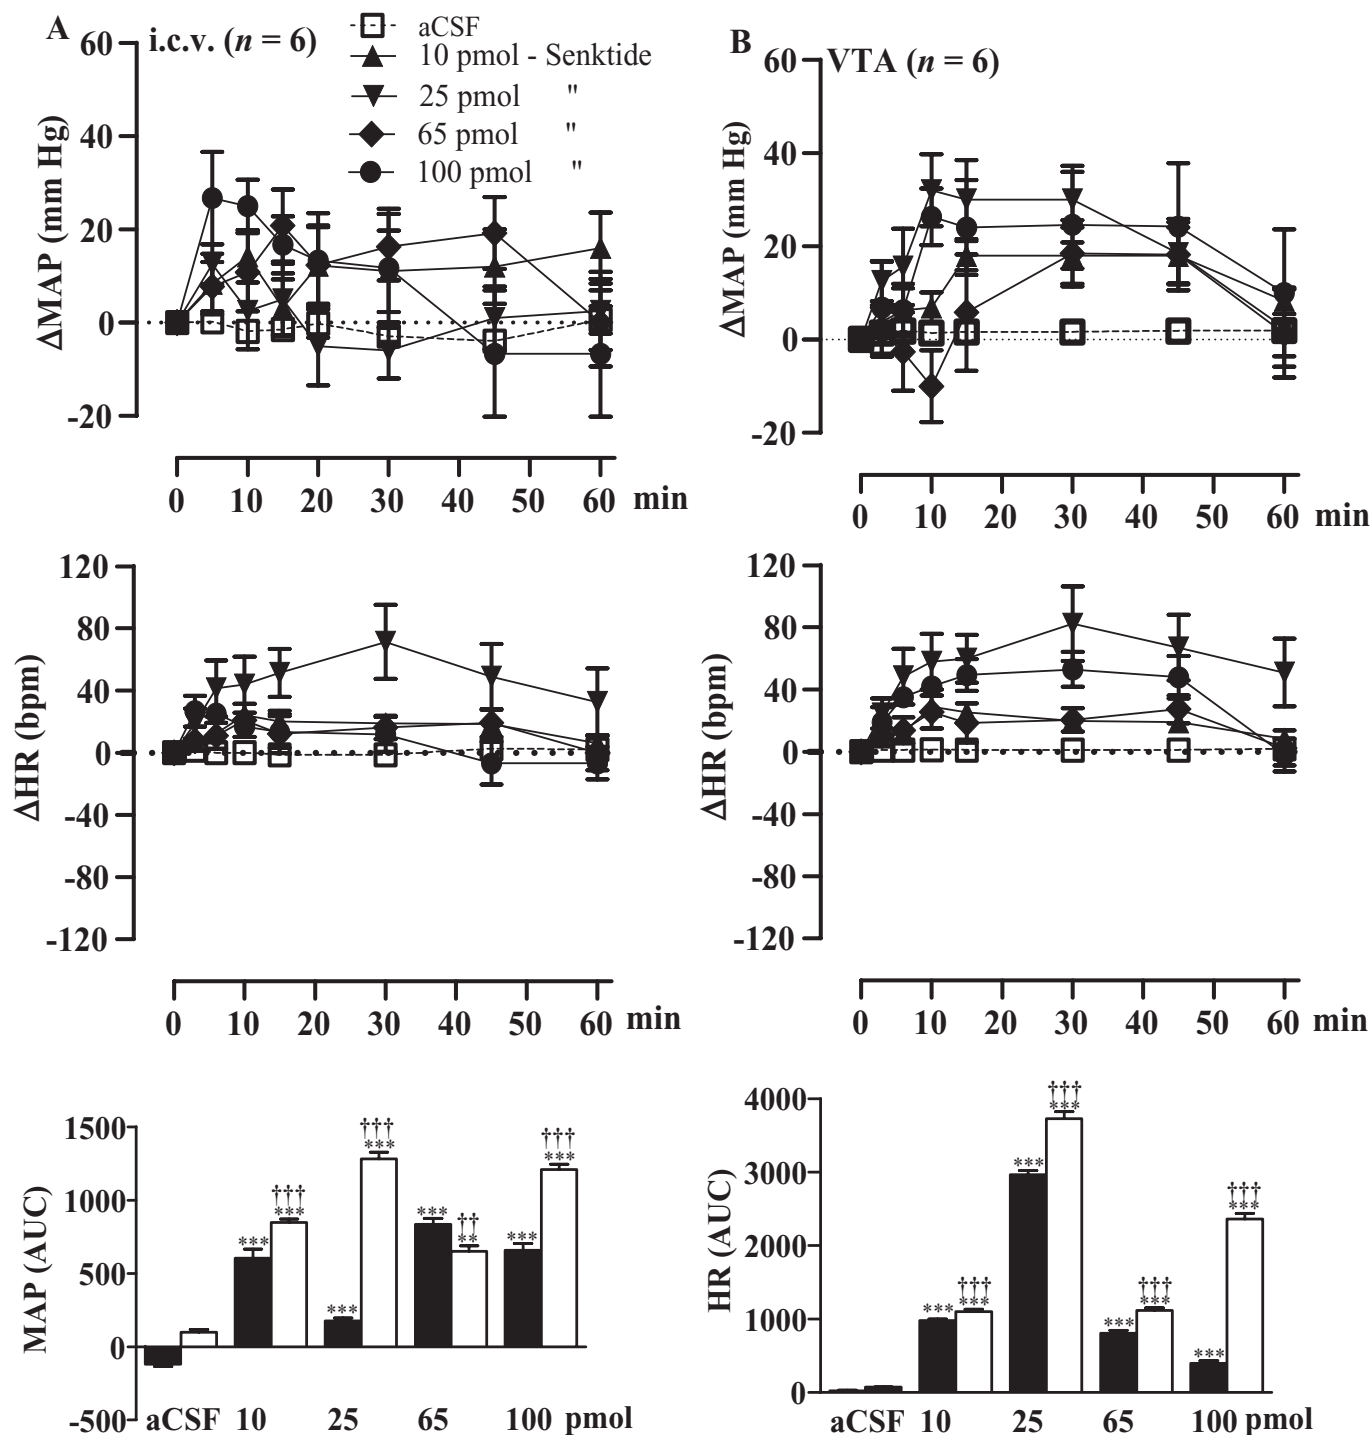 A
i.c.v. (n = 6)
aCSF
10 pmol - Senktide
25 pmol "
65 pmol "
100 pmol "
60
40
20
0
-20
ΔMAP (mm Hg)
0 10 20 30 40 50 60 min
B
VTA (n = 6)
60
40
20
0
-20
ΔMAP (mm Hg)
0 10 20 30 40 50 60 min
120
80
40
0
-40
-80
-120
ΔHR (bpm)
0 10 20 30 40 50 60 min
120
80
40
0
-40
-80
-120
ΔHR (bpm)
0 10 20 30 40 50 60 min
1500
1000
500
0
-500
MAP (AUC)
***
†††
***
***
†††
***
***
††
**
***
†††
***
aCSF 10 25 65 100 pmol
4000
3000
2000
1000
0
HR (AUC)
***
†††
***
***
†††
***
***
†††
***
***
†††
***
aCSF 10 25 65 100 pmol